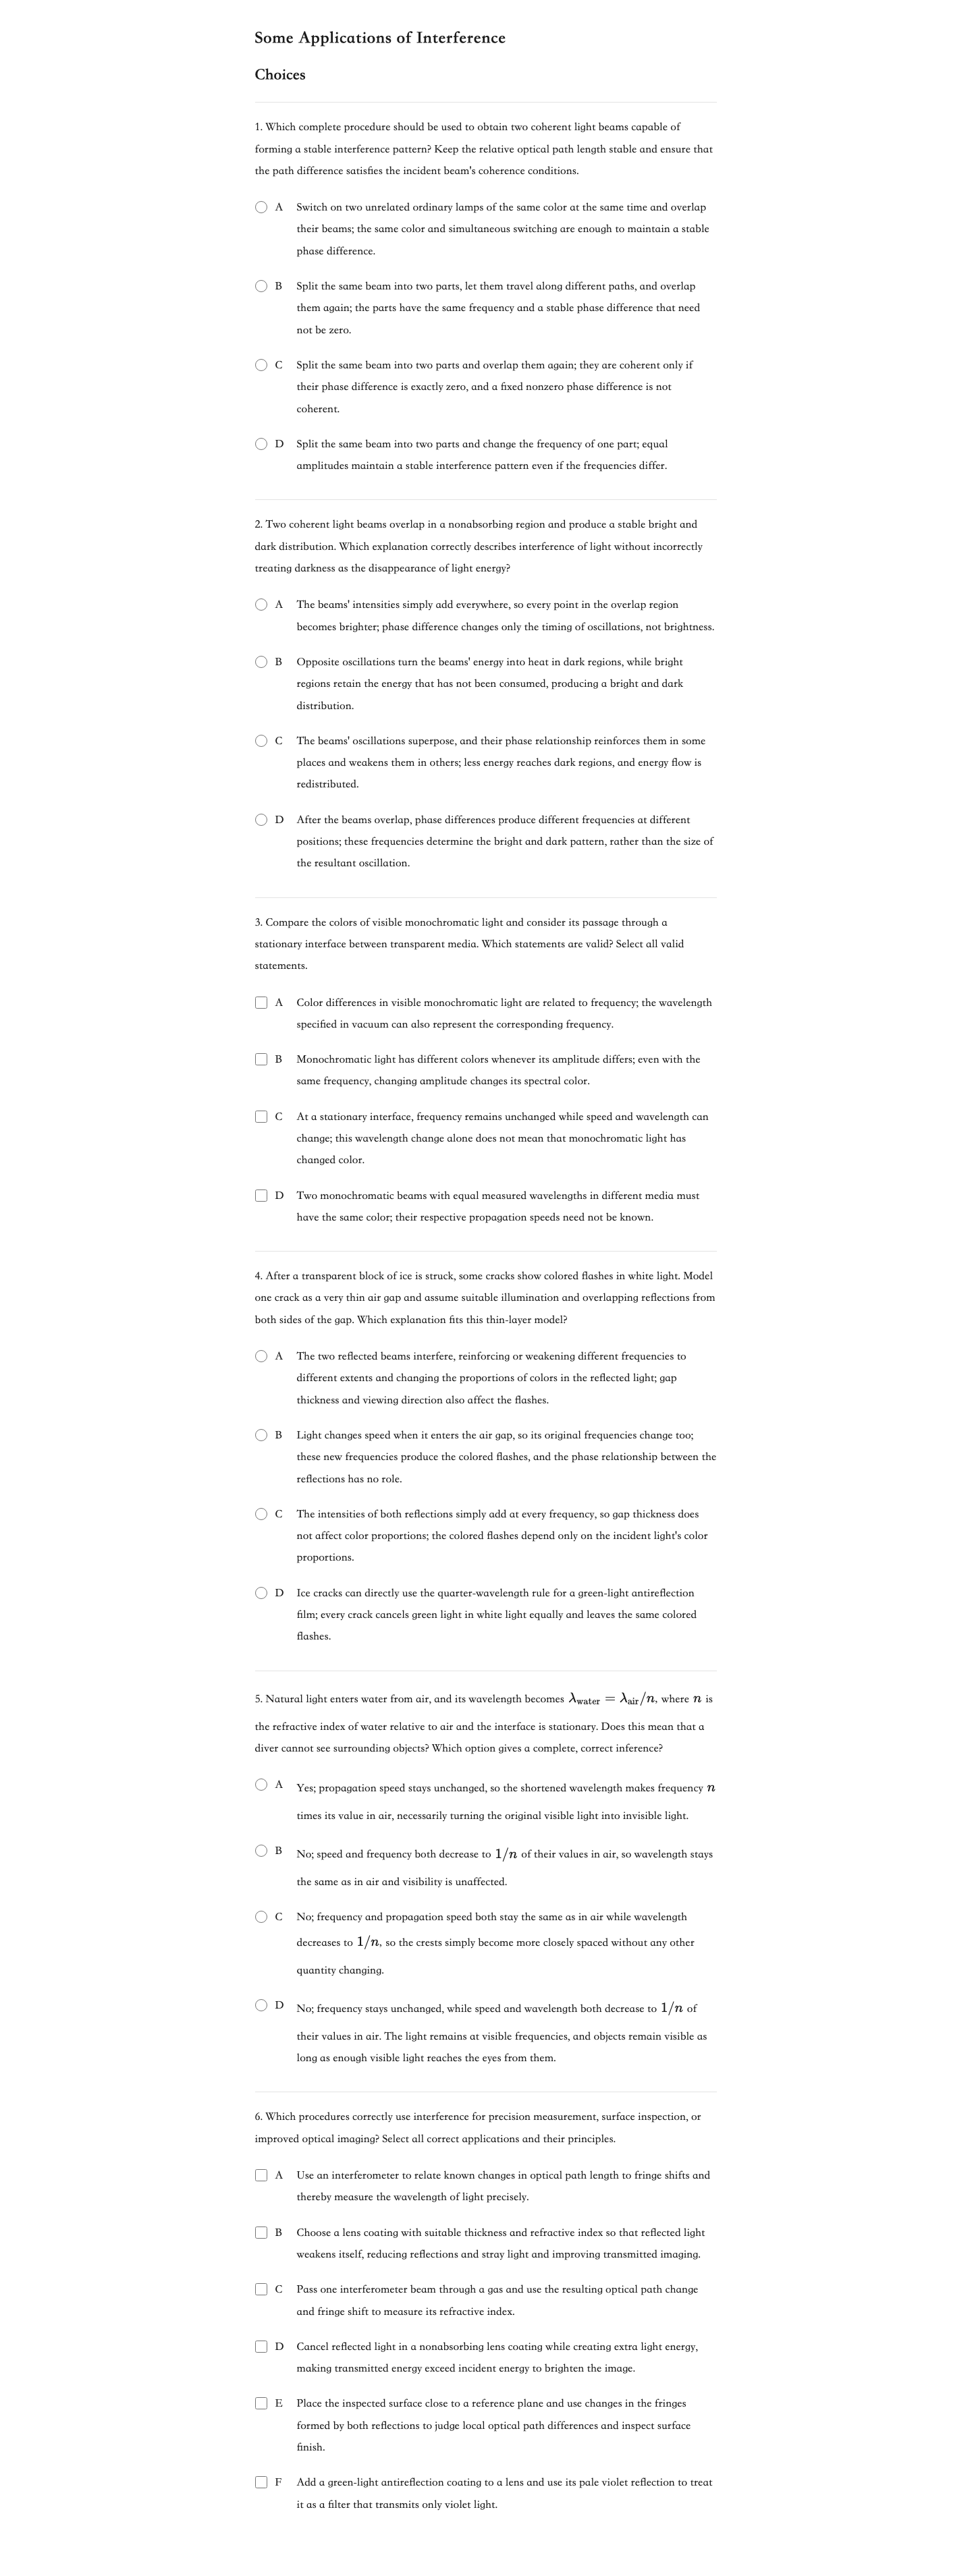 Some Applications of Interference
Choices
1. Which complete procedure should be used to obtain two coherent light beams capable of
forming a stable interference pattern? Keep the relative optical path length stable and ensure that
the path difference satisfies the incident beam's coherence conditions.
A Switch on two unrelated ordinary lamps of the same color at the same time and overlap
their beams; the same color and simultaneous switching are enough to maintain a stable
phase difference.
B Split the same beam into two parts, let them travel along different paths, and overlap
them again; the parts have the same frequency and a stable phase difference that need
not be zero.
C Split the same beam into two parts and overlap them again; they are coherent only if
their phase difference is exactly zero, and a fixed nonzero phase difference is not
coherent.
D Split the same beam into two parts and change the frequency of one part; equal
amplitudes maintain a stable interference pattern even if the frequencies differ.
2. Two coherent light beams overlap in a nonabsorbing region and produce a stable bright and
dark distribution. Which explanation correctly describes interference of light without incorrectly
treating darkness as the disappearance of light energy?
A The beams' intensities simply add everywhere, so every point in the overlap region
becomes brighter; phase difference changes only the timing of oscillations, not brightness.
B Opposite oscillations turn the beams' energy into heat in dark regions, while bright
regions retain the energy that has not been consumed, producing a bright and dark
distribution.
C The beams' oscillations superpose, and their phase relationship reinforces them in some
places and weakens them in others; less energy reaches dark regions, and energy flow is
redistributed.
D After the beams overlap, phase differences produce different frequencies at different
positions; these frequencies determine the bright and dark pattern, rather than the size of
the resultant oscillation.
3. Compare the colors of visible monochromatic light and consider its passage through a
stationary interface between transparent media. Which statements are valid? Select all valid
statements.
A Color differences in visible monochromatic light are related to frequency; the wavelength
specified in vacuum can also represent the corresponding frequency.
B Monochromatic light has different colors whenever its amplitude differs; even with the
same frequency, changing amplitude changes its spectral color.
C At a stationary interface, frequency remains unchanged while speed and wavelength can
change; this wavelength change alone does not mean that monochromatic light has
changed color.
D Two monochromatic beams with equal measured wavelengths in different media must
have the same color; their respective propagation speeds need not be known.
4. After a transparent block of ice is struck, some cracks show colored flashes in white light. Model
one crack as a very thin air gap and assume suitable illumination and overlapping reflections from
both sides of the gap. Which explanation fits this thin-layer model?
A The two reflected beams interfere, reinforcing or weakening different frequencies to
different extents and changing the proportions of colors in the reflected light; gap
thickness and viewing direction also affect the flashes.
B Light changes speed when it enters the air gap, so its original frequencies change too;
these new frequencies produce the colored flashes, and the phase relationship between the
reflections has no role.
C The intensities of both reflections simply add at every frequency, so gap thickness does
not affect color proportions; the colored flashes depend only on the incident light's color
proportions.
D Ice cracks can directly use the quarter-wavelength rule for a green-light antireflection
film; every crack cancels green light in white light equally and leaves the same colored
flashes.
5. Natural light enters water from air, and its wavelength becomes λ_water = λ_air/n, where n is
the refractive index of water relative to air and the interface is stationary. Does this mean that a
diver cannot see surrounding objects? Which option gives a complete, correct inference?
A Yes; propagation speed stays unchanged, so the shortened wavelength makes frequency n
times its value in air, necessarily turning the original visible light into invisible light.
B No; speed and frequency both decrease to 1/n of their values in air, so wavelength stays
the same as in air and visibility is unaffected.
C No; frequency and propagation speed both stay the same as in air while wavelength
decreases to 1/n, so the crests simply become more closely spaced without any other
quantity changing.
D No; frequency stays unchanged, while speed and wavelength both decrease to 1/n of
their values in air. The light remains at visible frequencies, and objects remain visible as
long as enough visible light reaches the eyes from them.
6. Which procedures correctly use interference for precision measurement, surface inspection, or
improved optical imaging? Select all correct applications and their principles.
A Use an interferometer to relate known changes in optical path length to fringe shifts and
thereby measure the wavelength of light precisely.
B Choose a lens coating with suitable thickness and refractive index so that reflected light
weakens itself, reducing reflections and stray light and improving transmitted imaging.
C Pass one interferometer beam through a gas and use the resulting optical path change
and fringe shift to measure its refractive index.
D Cancel reflected light in a nonabsorbing lens coating while creating extra light energy,
making transmitted energy exceed incident energy to brighten the image.
E Place the inspected surface close to a reference plane and use changes in the fringes
formed by both reflections to judge local optical path differences and inspect surface
finish.
F Add a green-light antireflection coating to a lens and use its pale violet reflection to treat
it as a filter that transmits only violet light.